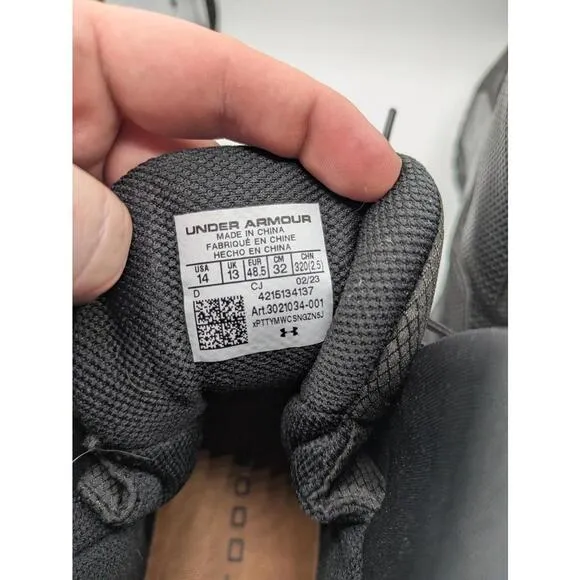 UNDER ARMOUR
MADE IN CHINA
FABRIQUÉ EN CHINE
HECHO EN CHINA
USA UK EUR CM CHN
14 13 48.5 32 320(2.5)
D CJ 02/23
4215134137
Art.3021034-001
xPTTYMWCSNGZN5J